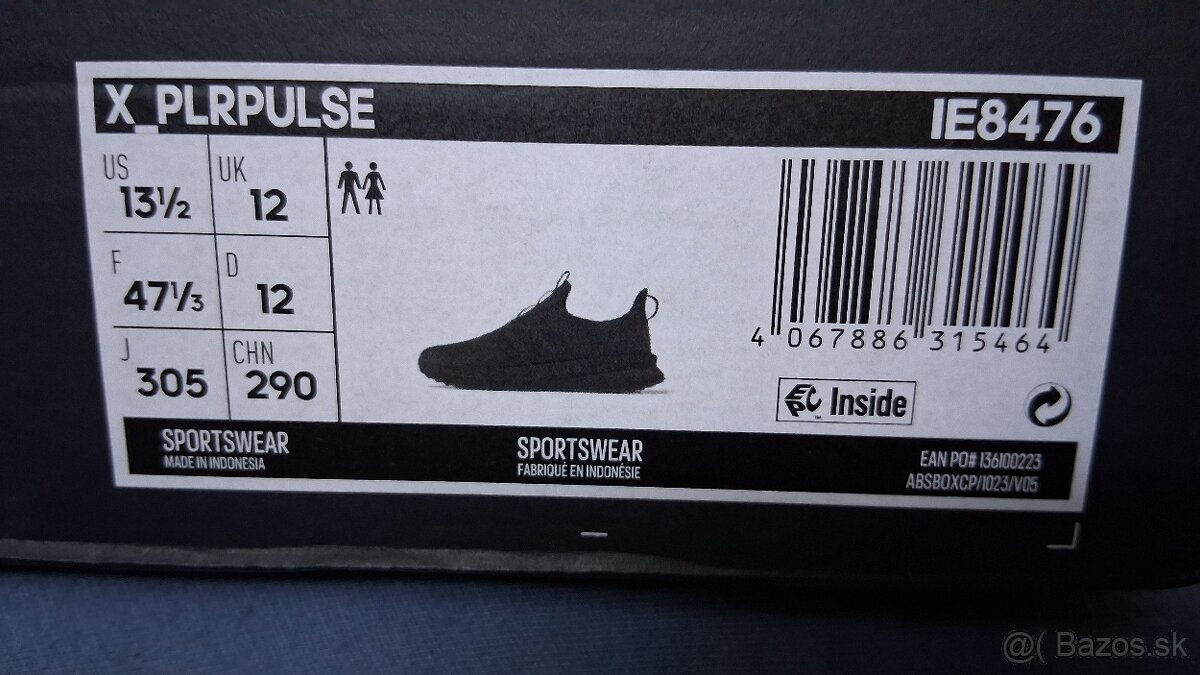 X_PLRPULSE IE8476
US 13½ UK 12
F 47⅓ D 12
J 305 CHN 290
4 067886 315464
EPC™ Inside
SPORTSWEAR
MADE IN INDONESIA
SPORTSWEAR
FABRIQUÉ EN INDONÉSIE
EAN PO# 136100223
ABSBOXCP/1023/V05
@( Bazos.sk